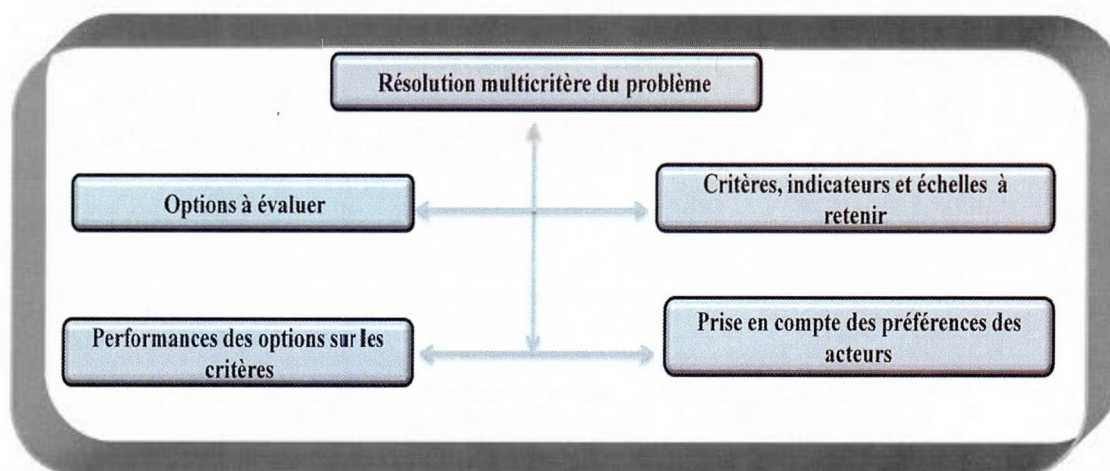 Résolution multicritère du problème
Options à évaluer
Critères, indicateurs et échelles à
retenir
Performances des options sur les
critères
Prise en compte des préférences des
acteurs